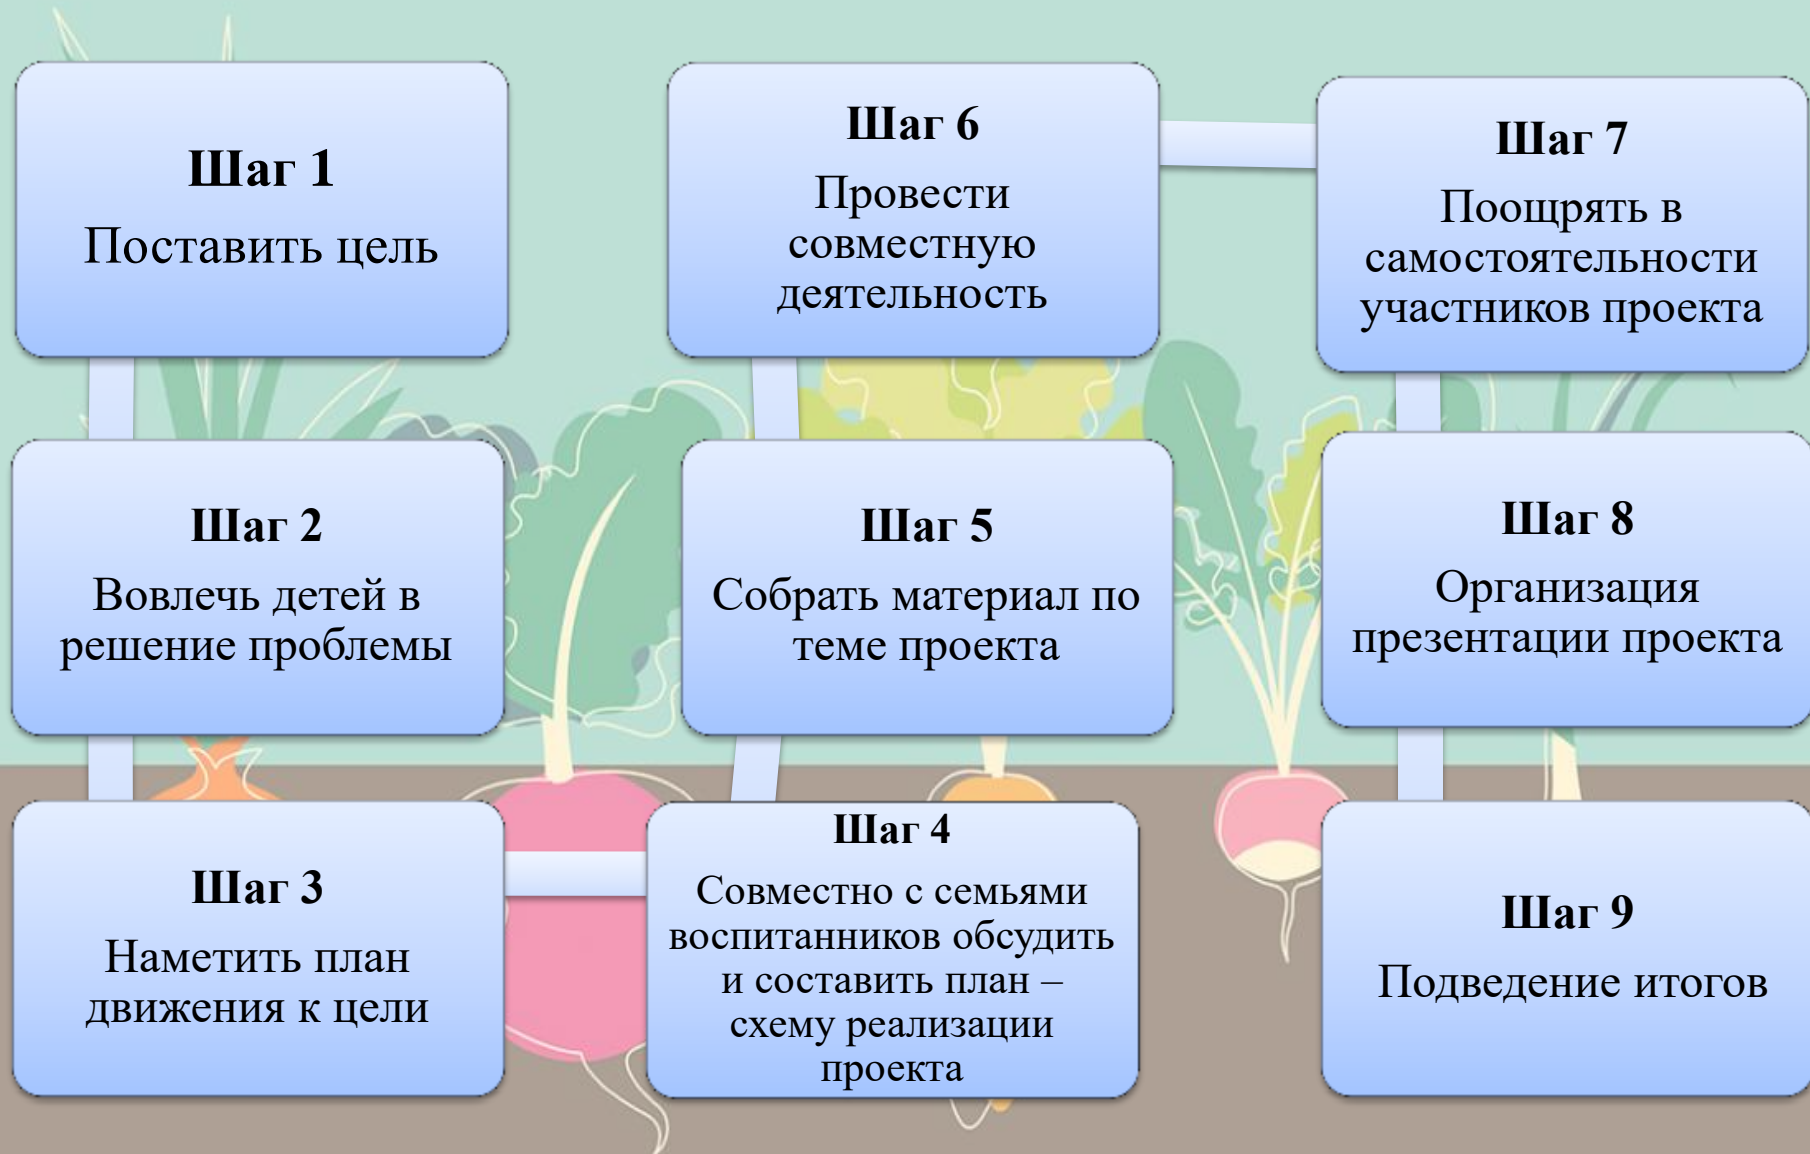 Шаг 1
Поставить цель
Шаг 2
Вовлечь детей в
решение проблемы
Шаг 3
Наметить план
движения к цели
Шаг 4
Совместно с семьями
воспитанников обсудить
и составить план –
схему реализации
проекта
Шаг 5
Собрать материал по
теме проекта
Шаг 6
Провести
совместную
деятельность
Шаг 7
Поощрять в
самостоятельности
участников проекта
Шаг 8
Организация
презентации проекта
Шаг 9
Подведение итогов